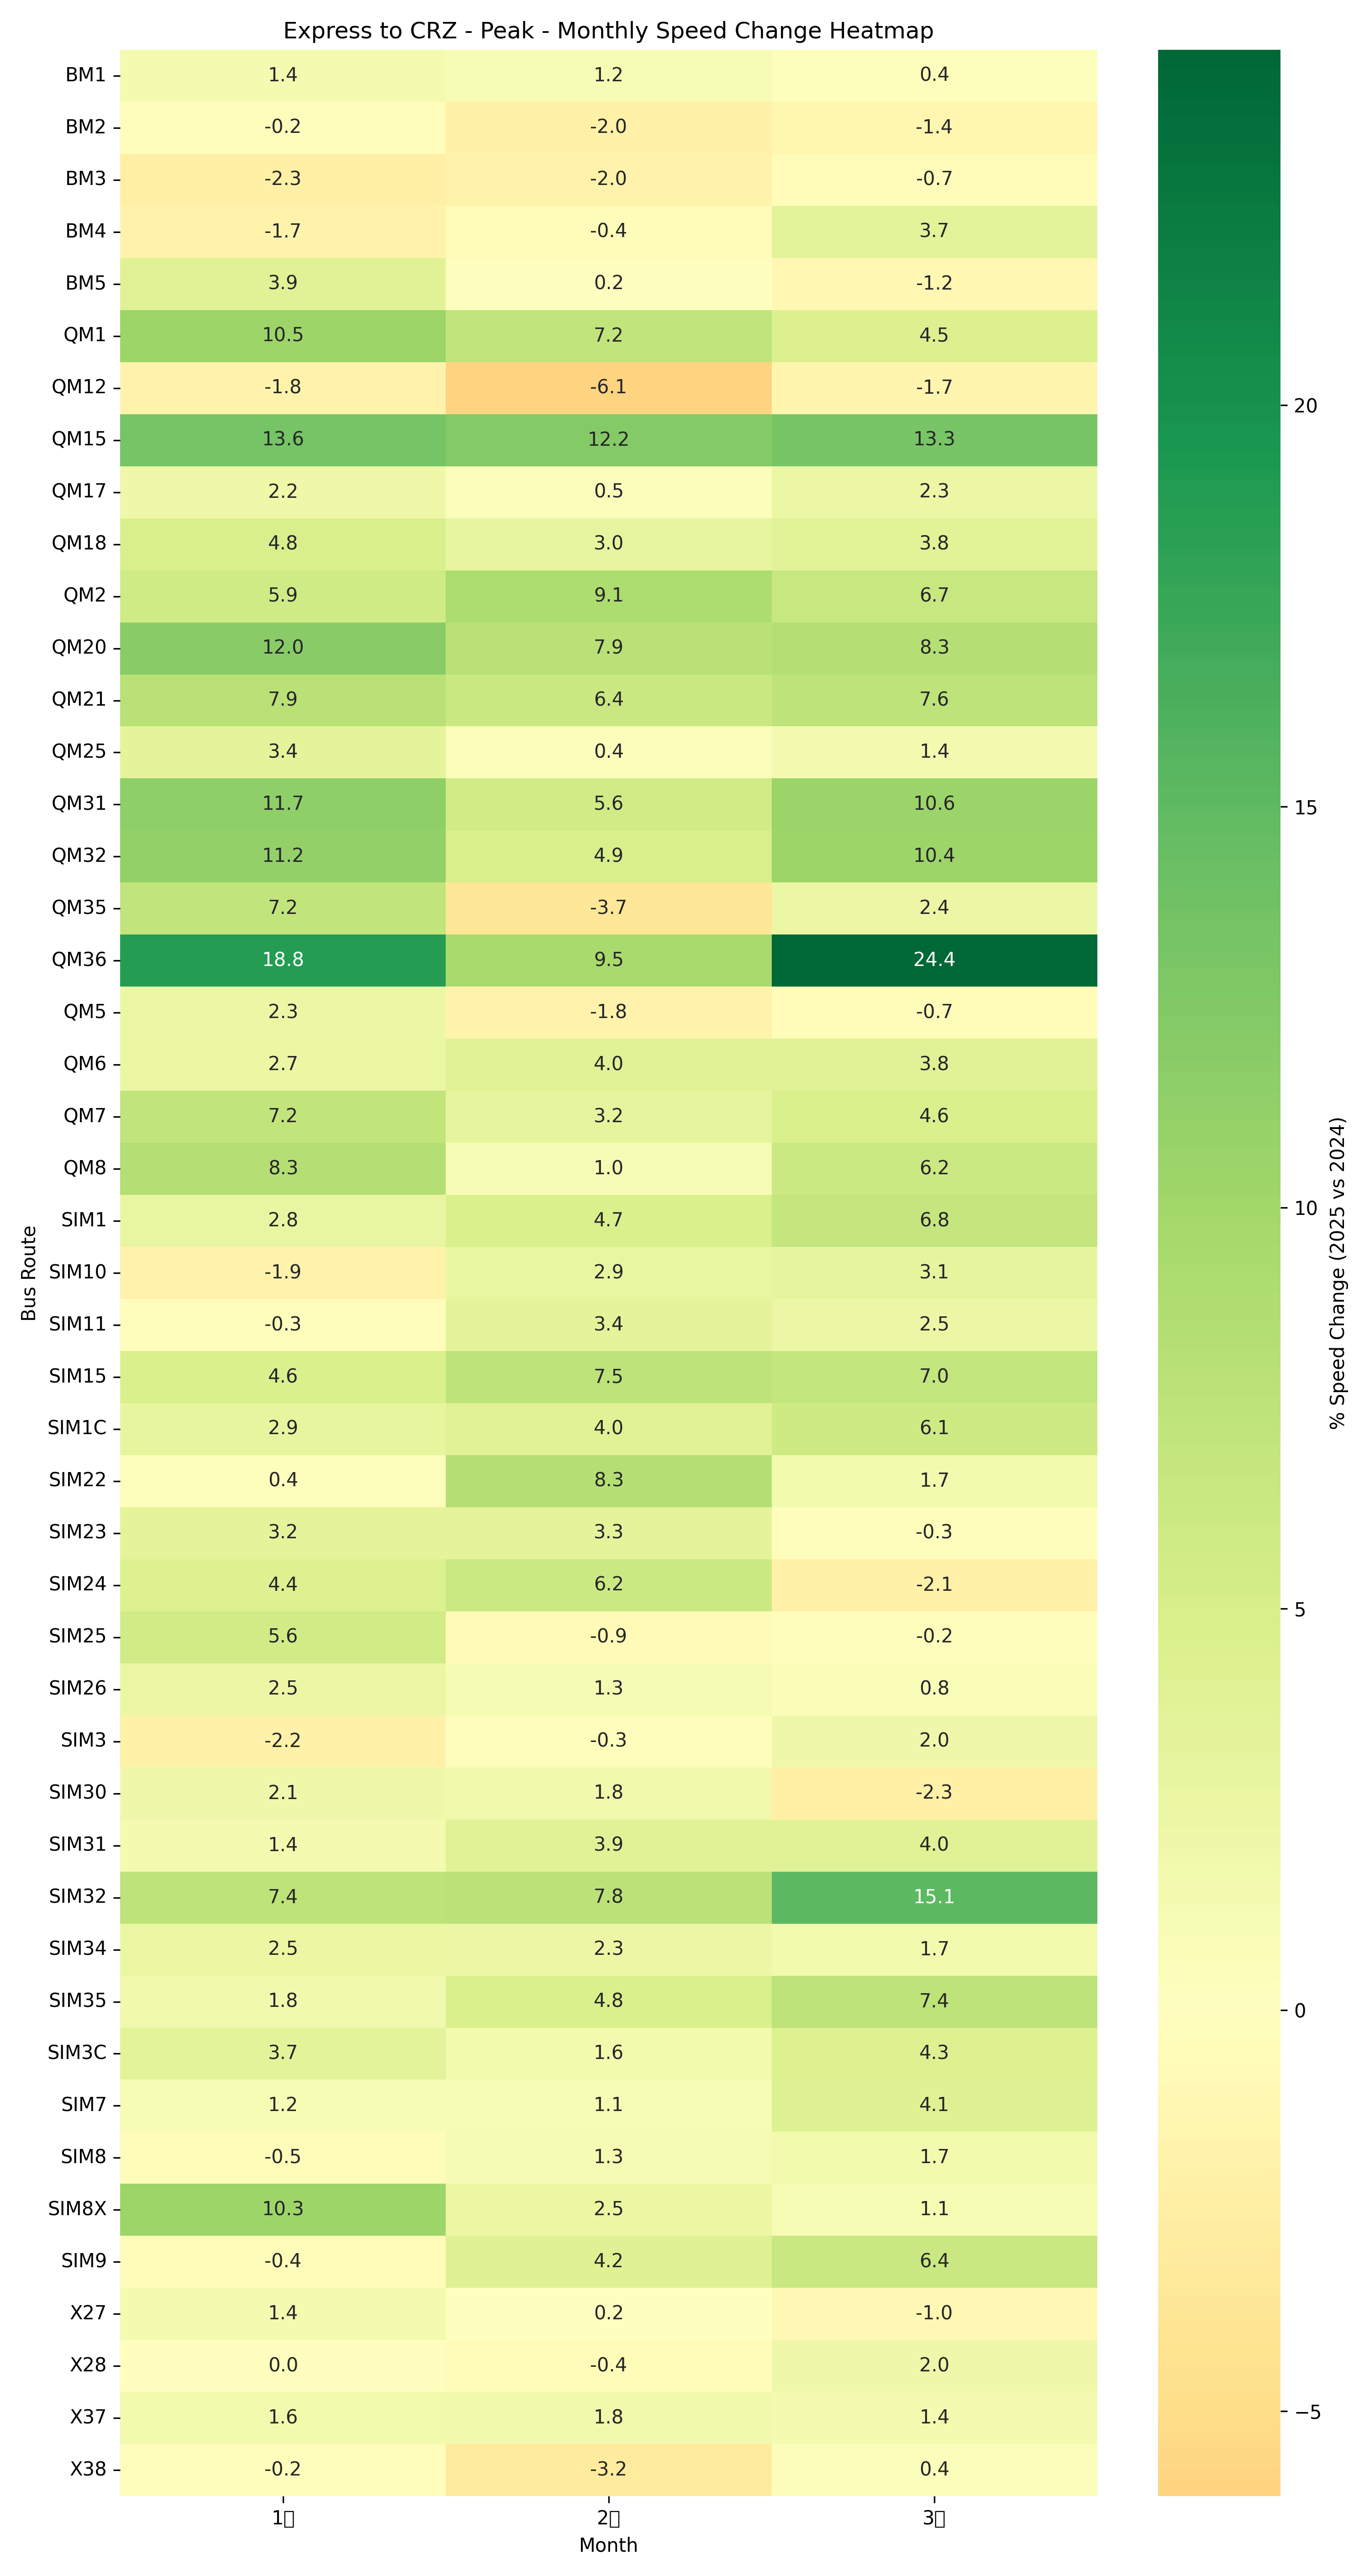 Express to CRZ - Peak - Monthly Speed Change Heatmap
BM1 1.4 1.2 0.4
BM2 -0.2 -2.0 -1.4
BM3 -2.3 -2.0 -0.7
BM4 -1.7 -0.4 3.7
BM5 3.9 0.2 -1.2
QM1 10.5 7.2 4.5
QM12 -1.8 -6.1 -1.7
QM15 13.6 12.2 13.3
QM17 2.2 0.5 2.3
QM18 4.8 3.0 3.8
QM2 5.9 9.1 6.7
QM20 12.0 7.9 8.3
QM21 7.9 6.4 7.6
QM25 3.4 0.4 1.4
QM31 11.7 5.6 10.6
QM32 11.2 4.9 10.4
QM35 7.2 -3.7 2.4
QM36 18.8 9.5 24.4
QM5 2.3 -1.8 -0.7
QM6 2.7 4.0 3.8
QM7 7.2 3.2 4.6
QM8 8.3 1.0 6.2
SIM1 2.8 4.7 6.8
SIM10 -1.9 2.9 3.1
SIM11 -0.3 3.4 2.5
SIM15 4.6 7.5 7.0
SIM1C 2.9 4.0 6.1
SIM22 0.4 8.3 1.7
SIM23 3.2 3.3 -0.3
SIM24 4.4 6.2 -2.1
SIM25 5.6 -0.9 -0.2
SIM26 2.5 1.3 0.8
SIM3 -2.2 -0.3 2.0
SIM30 2.1 1.8 -2.3
SIM31 1.4 3.9 4.0
SIM32 7.4 7.8 15.1
SIM34 2.5 2.3 1.7
SIM35 1.8 4.8 7.4
SIM3C 3.7 1.6 4.3
SIM7 1.2 1.1 4.1
SIM8 -0.5 1.3 1.7
SIM8X 10.3 2.5 1.1
SIM9 -0.4 4.2 6.4
X27 1.4 0.2 -1.0
X28 0.0 -0.4 2.0
X37 1.6 1.8 1.4
X38 -0.2 -3.2 0.4
1 2 3
Month
Bus Route
20
15
10
5
0
−5
% Speed Change (2025 vs 2024)